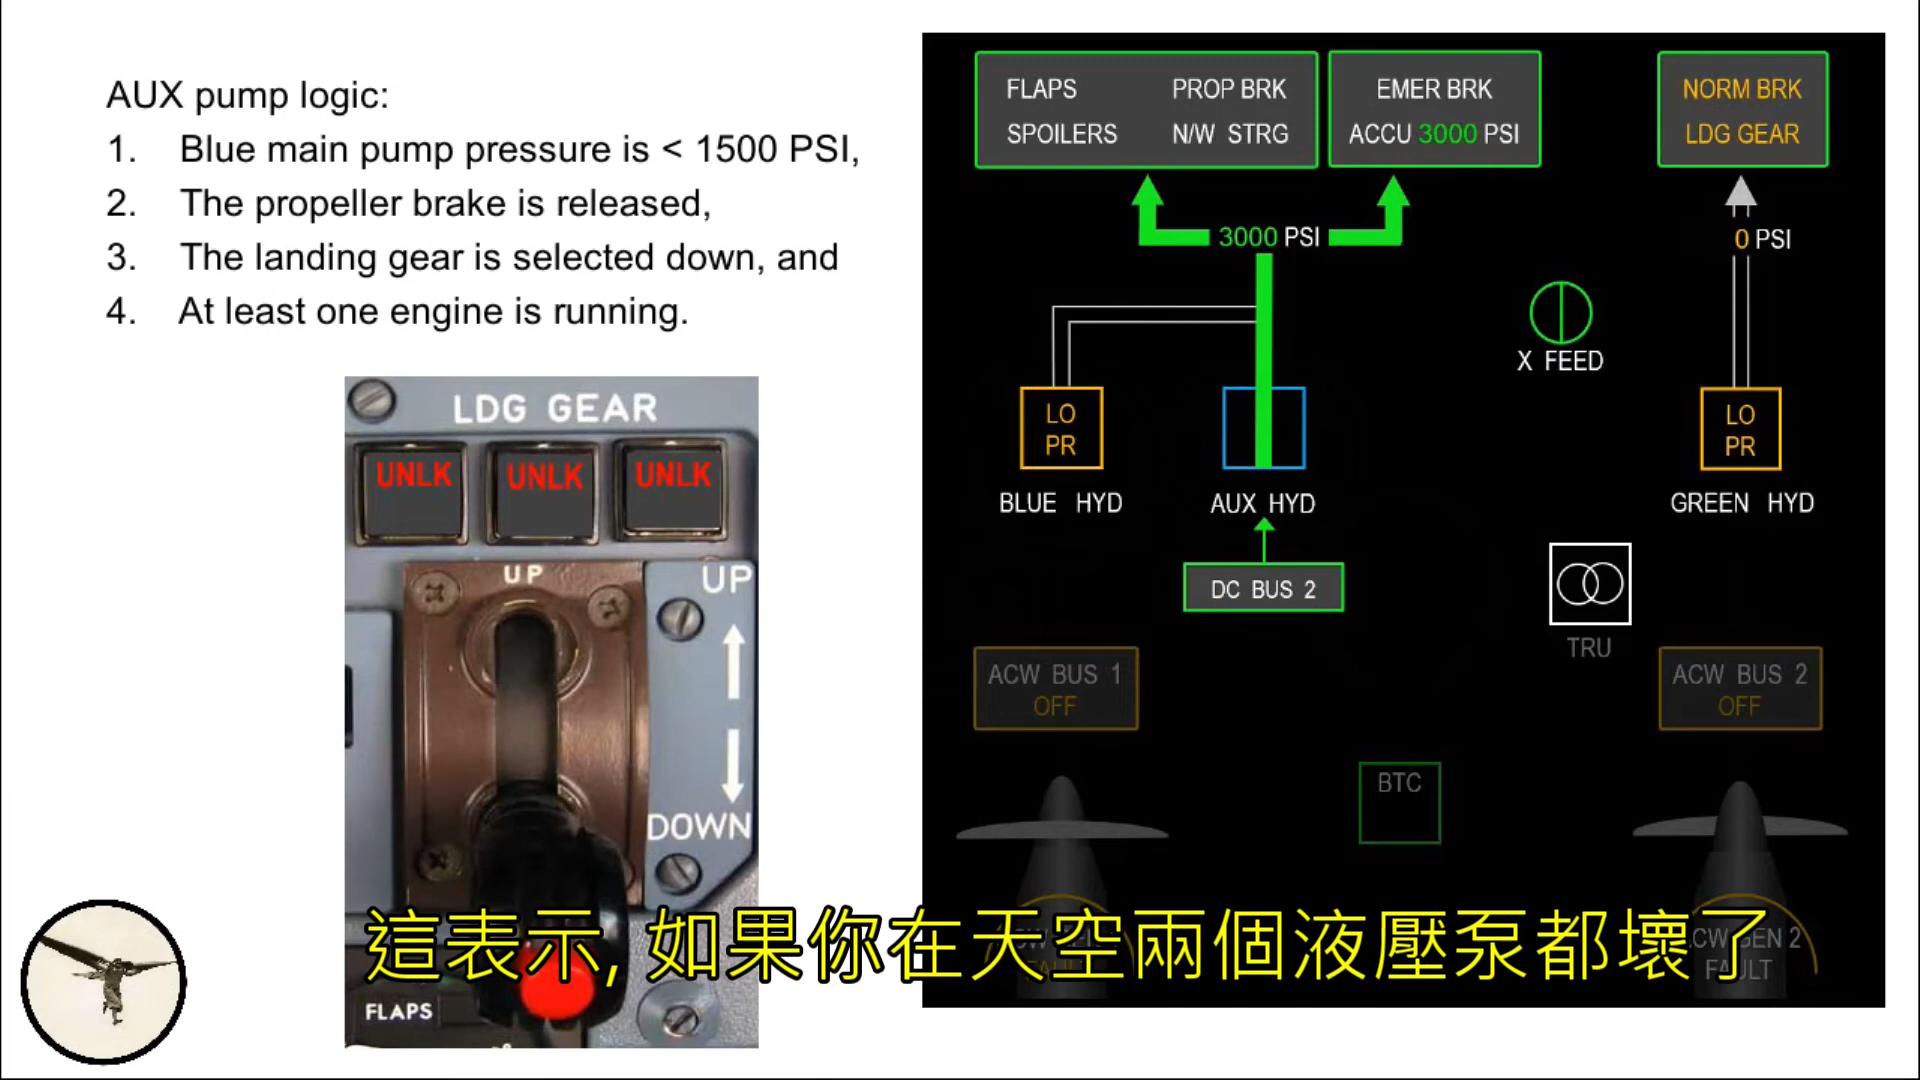 AUX pump logic:
1. Blue main pump pressure is < 1500 PSI,
2. The propeller brake is released,
3. The landing gear is selected down, and
4. At least one engine is running.
LDG GEAR
UNLK UNLK UNLK
UP
UP
DOWN
FLAPS
FLAPS PROP BRK
SPOILERS N/W STRG
EMER BRK
ACCU 3000 PSI
NORM BRK
LDG GEAR
3000 PSI
0 PSI
X FEED
LO
PR
BLUE HYD
AUX HYD
LO
PR
GREEN HYD
DC BUS 2
TRU
ACW BUS 1
OFF
ACW BUS 2
OFF
BTC
GEN 2
FAULT
這表示, 如果你在天空兩個液壓泵都壞了